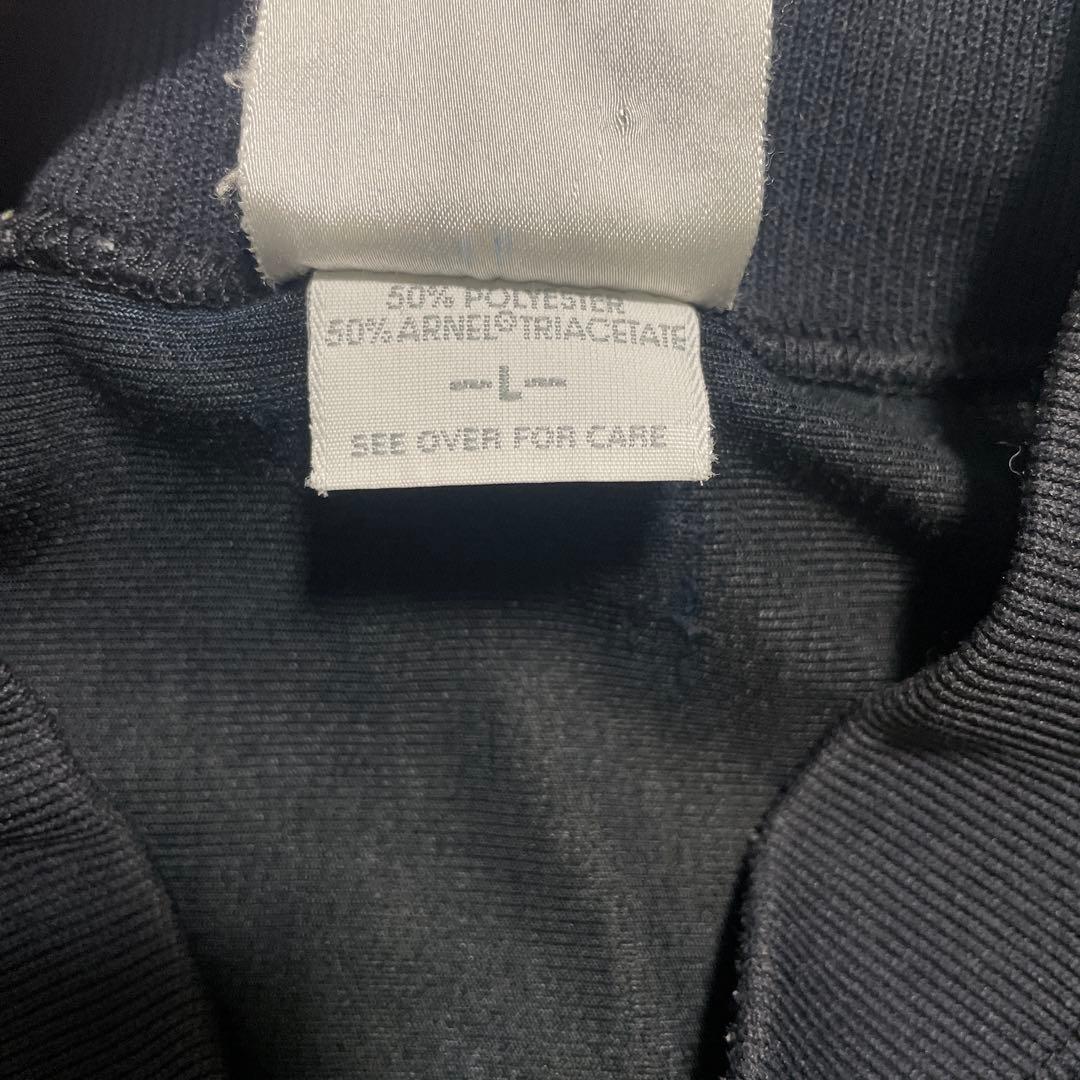 50% POLYESTER
50% ARNEL® TRIACETATE
—L—
SEE OVER FOR CARE